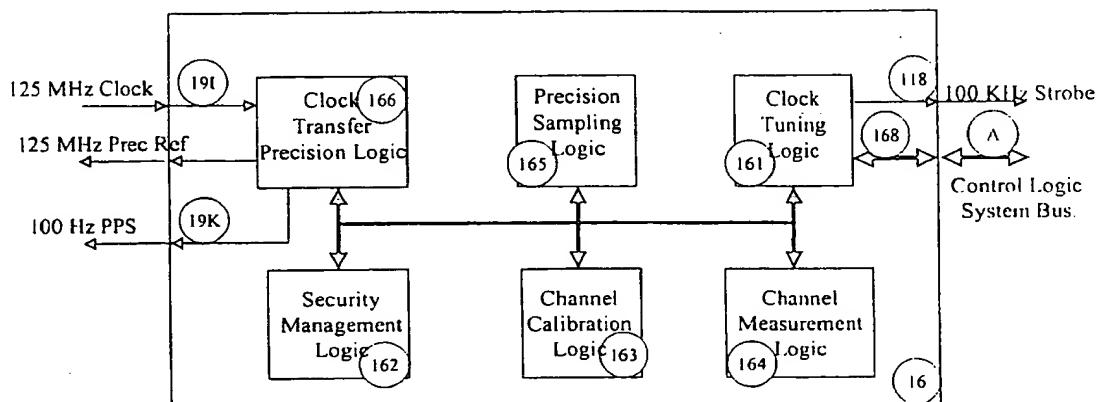 125 MHz Clock
19I
125 MHz Prec Ref
100 Hz PPS
19K
Clock
Transfer
Precision Logic
166
Precision
Sampling
Logic
165
Clock
Tuning
Logic
161
118
100 KHz Strobe
168
A
Control Logic
System Bus.
Security
Management
Logic
162
Channel
Calibration
Logic
163
Channel
Measurement
Logic
164
16